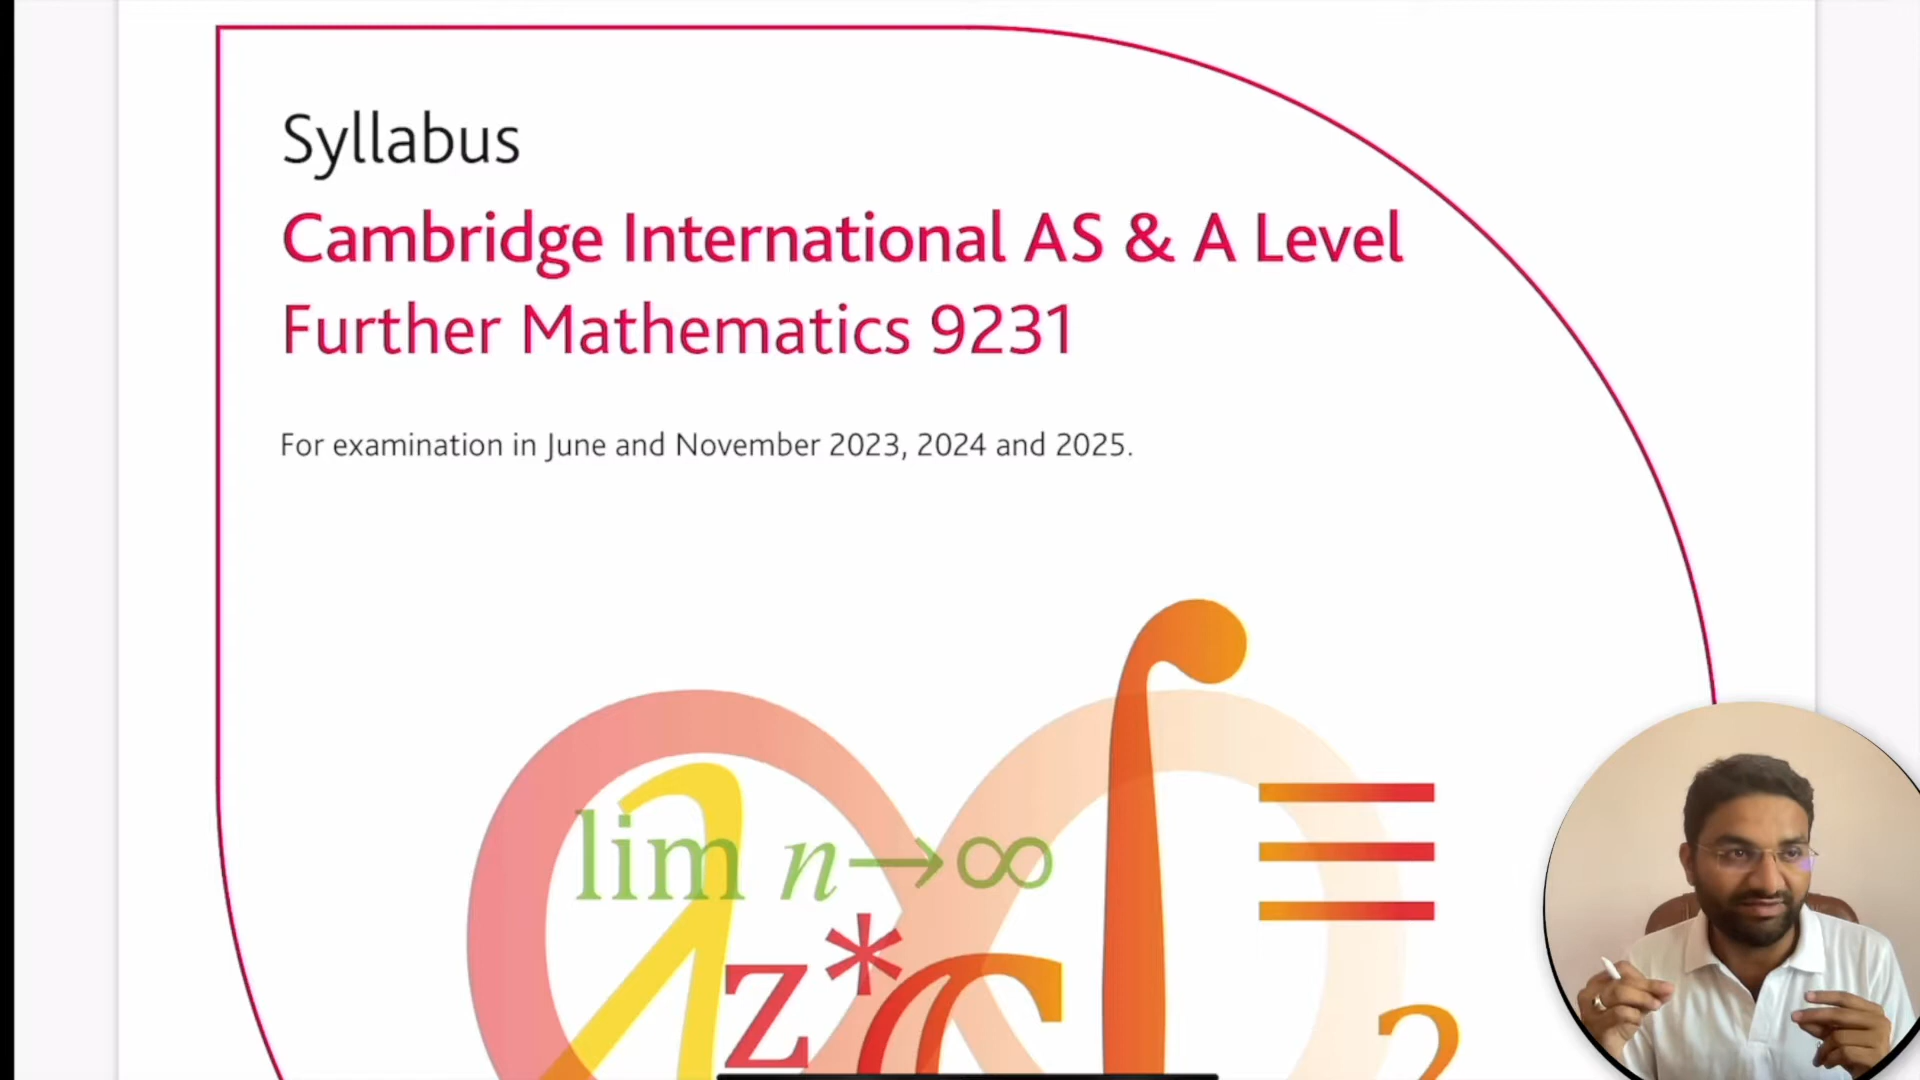 Syllabus
Cambridge International AS & A Level
Further Mathematics 9231
For examination in June and November 2023, 2024 and 2025.
lim n→∞
λ
z*
∫
2